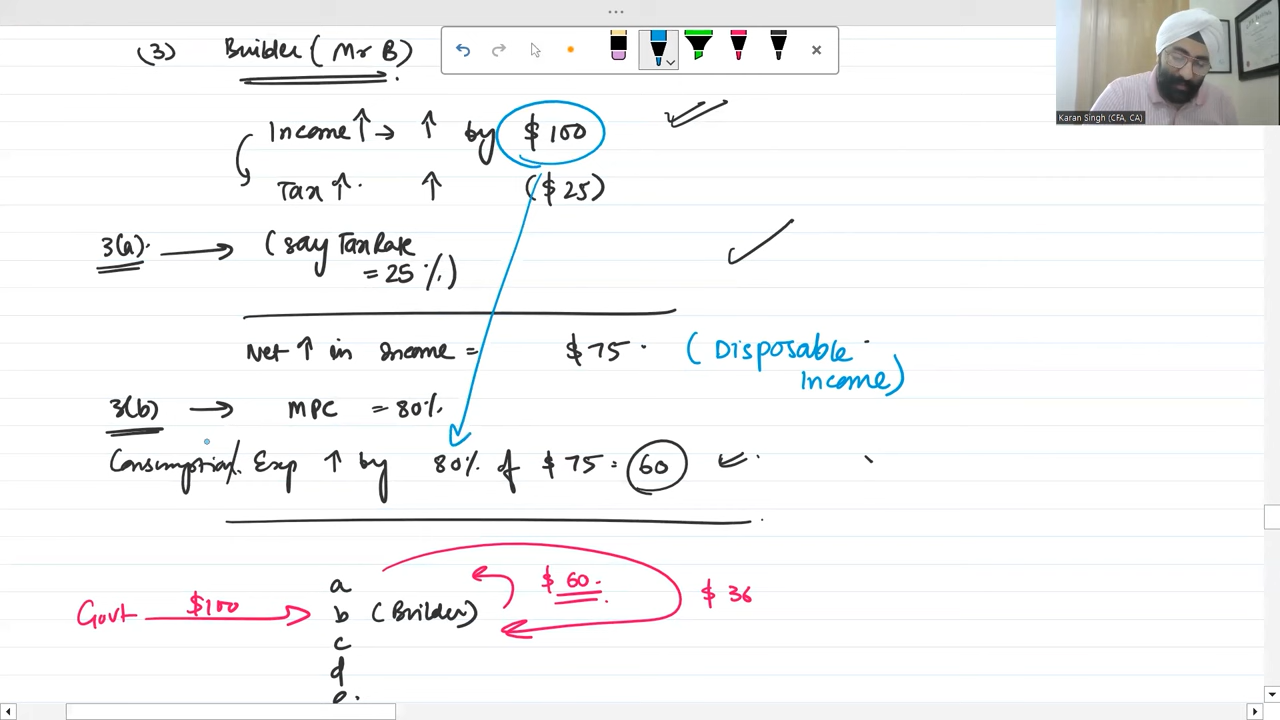 (3) Builder (Mr B)
Income ↑ → ↑ by $100
Tax ↑ ↑ ($25)
3(a) → (say Tax Rate
= 25%)
Net ↑ in Income = $75 (Disposable
Income)
3(b) → MPC = 80%
Consumption/ Exp ↑ by 80% of $75 = 60
a
Govt $100 b (Builder) $60 $36
c
d
e
Karan Singh (CFA, CA)